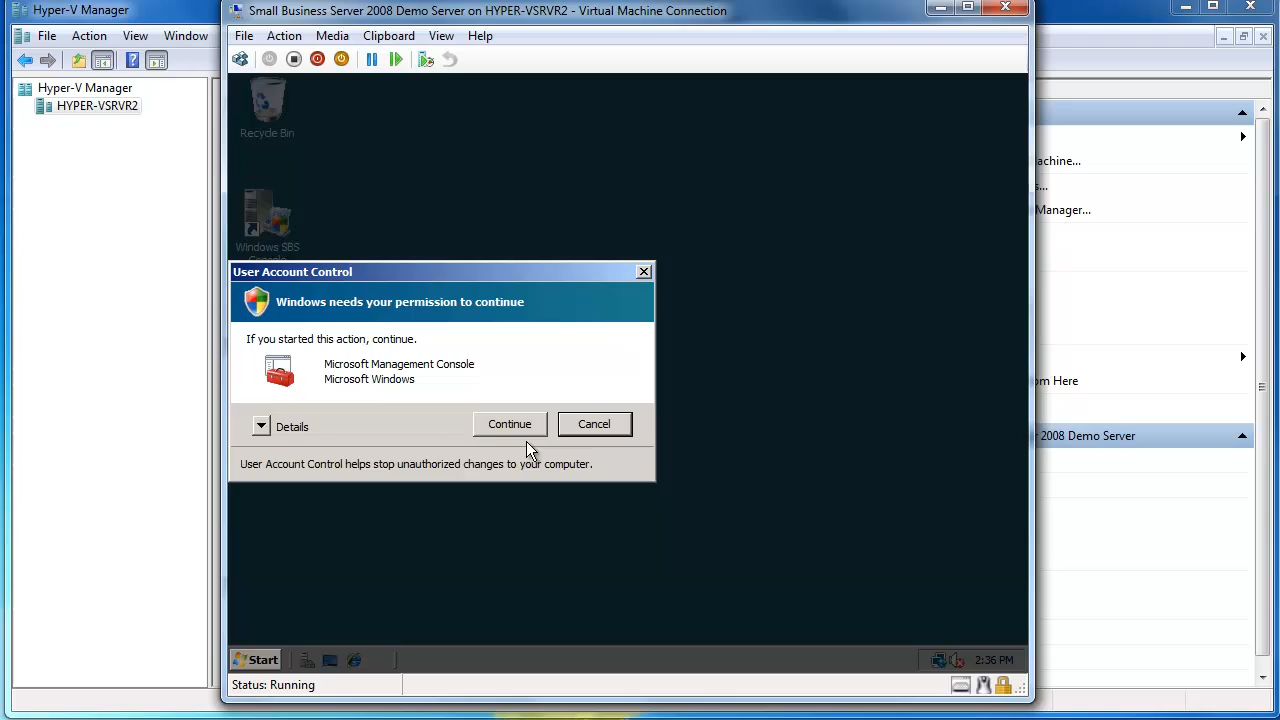 Hyper-V Manager
File Action View Window
Hyper-V Manager
HYPER-VSRVR2
Small Business Server 2008 Demo Server on HYPER-VSRVR2 - Virtual Machine Connection
File Action Media Clipboard View Help
Recycle Bin
Windows SBS
Console
User Account Control
Windows needs your permission to continue
If you started this action, continue.
Microsoft Management Console
Microsoft Windows
Details
Continue
Cancel
User Account Control helps stop unauthorized changes to your computer.
Start
2:36 PM
Status: Running
achine...
s...
Manager...
om Here
2008 Demo Server